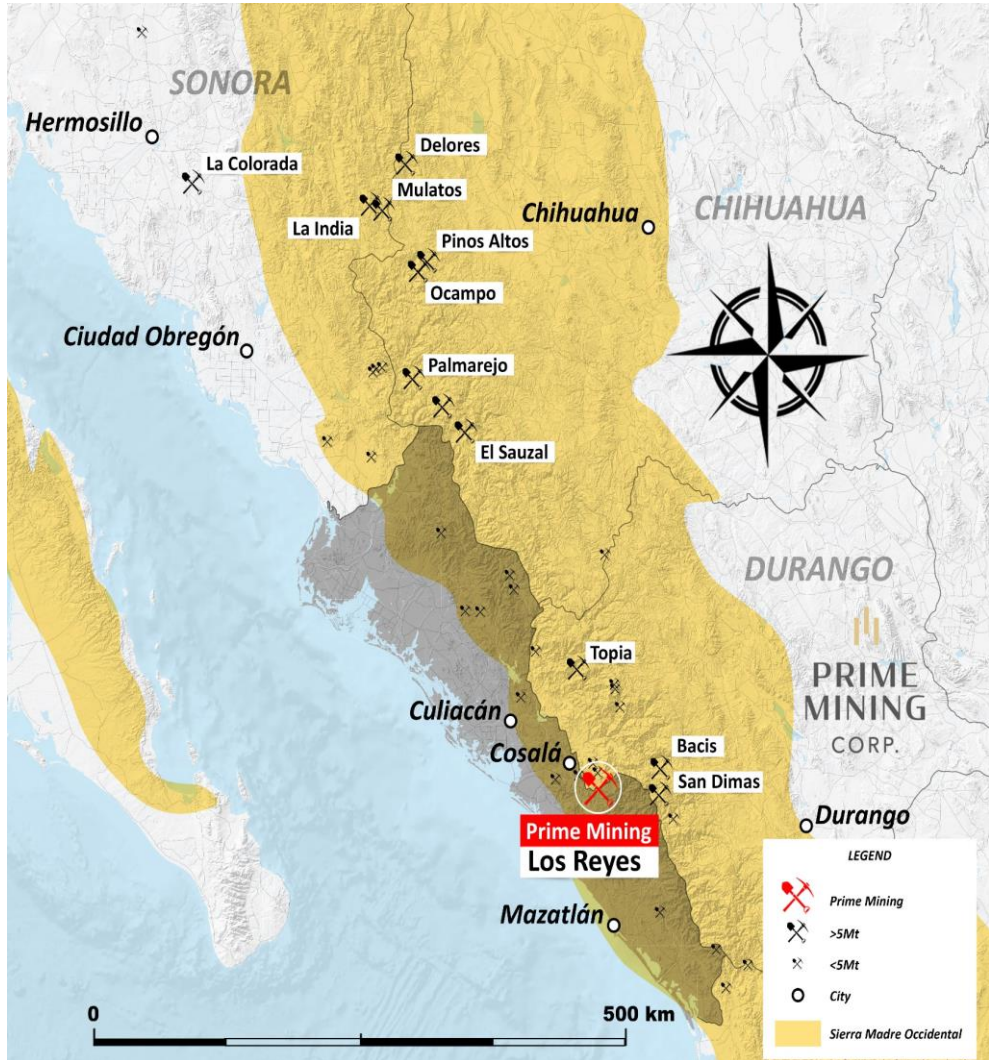 SONORA
Hermosillo
La Colorada
Delores
Mulatos
La India
Chihuahua
CHIHUAHUA
Pinos Altos
Ocampo
Ciudad Obregón
Palmarejo
El Sauzal
DURANGO
Topia
PRIME
MINING
CORP.
Culiacán
Cosalá
Bacis
San Dimas
Durango
Prime Mining
Los Reyes
Mazatlán
LEGEND
Prime Mining
>5Mt
<5Mt
City
Sierra Madre Occidental
0
500 km